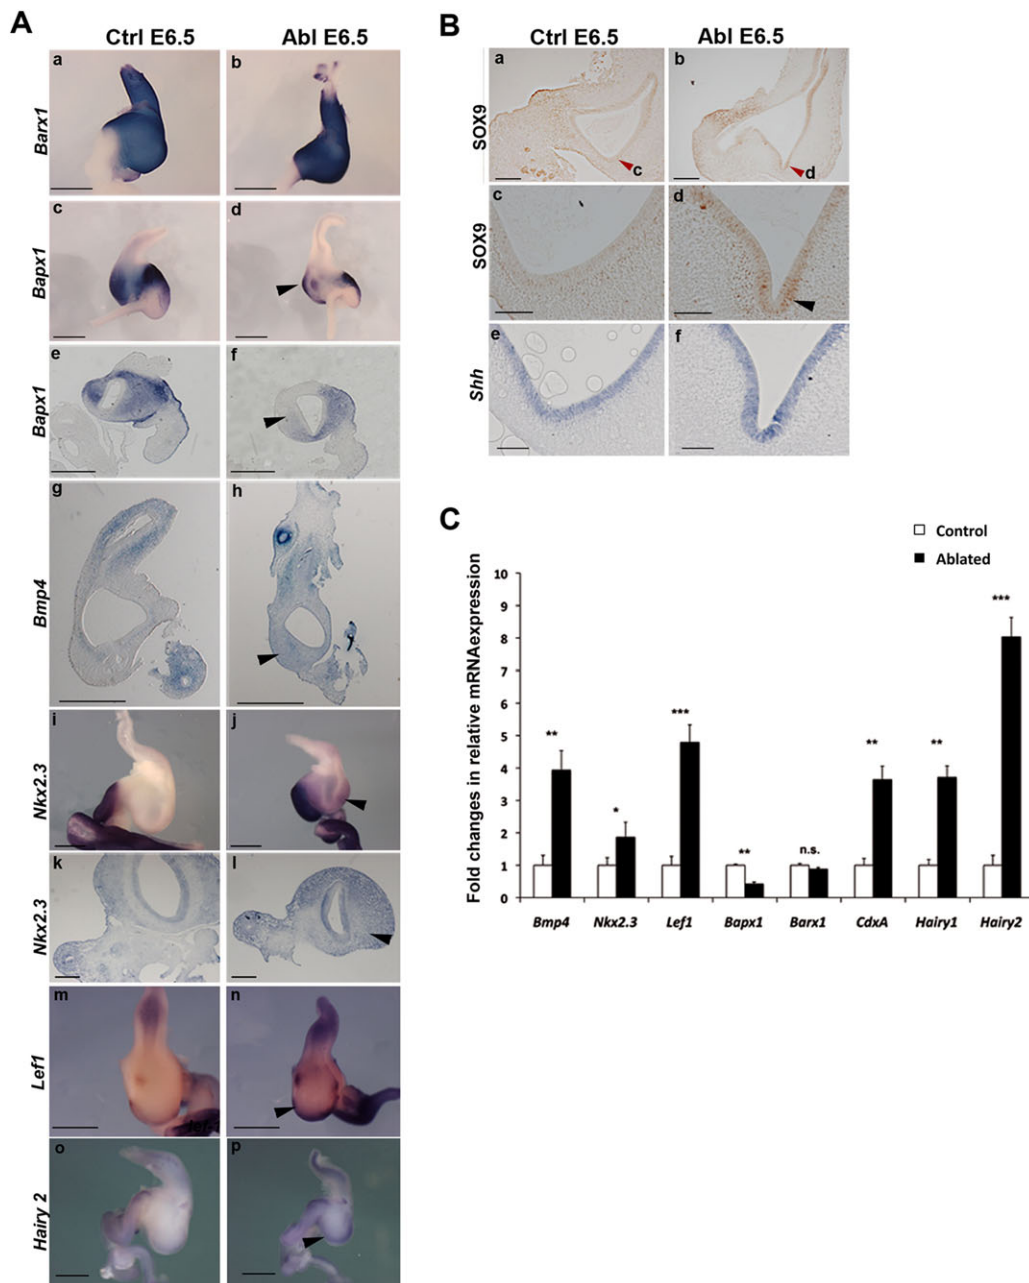 A
Ctrl E6.5 Abl E6.5
a b
Barx1
c d
Bapx1
e f
Bapx1
g h
Bmp4
i j
Nkx2.3
k l
Nkx2.3
m n
Lef1
lef-1
o p
Hairy 2
B
Ctrl E6.5 Abl E6.5
a b
SOX9
c d
c d
SOX9
e f
Shh
C
Control
Ablated
Fold changes in relative mRNAexpression
10
9
8
7
6
5
4
3
2
1
0
** * *** ** n.s. ** ** ***
Bmp4 Nkx2.3 Lef1 Bapx1 Barx1 CdxA Hairy1 Hairy2